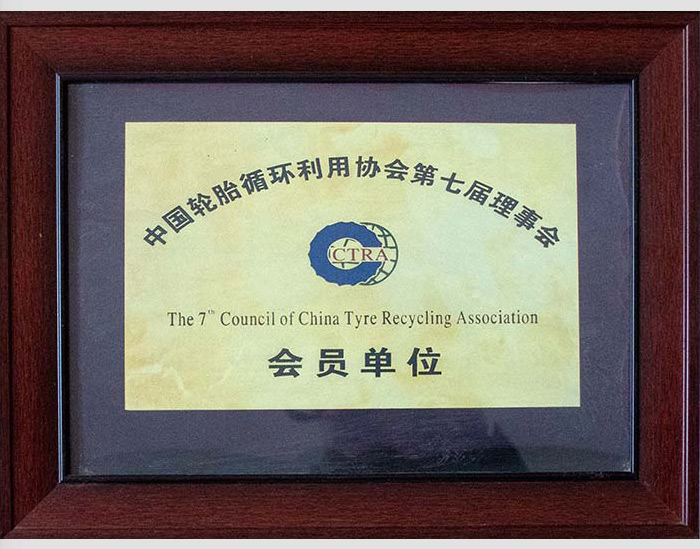 中国轮胎循环利用协会第七届理事会
CTRA
The 7th Council of China Tyre Recycling Association
会员单位